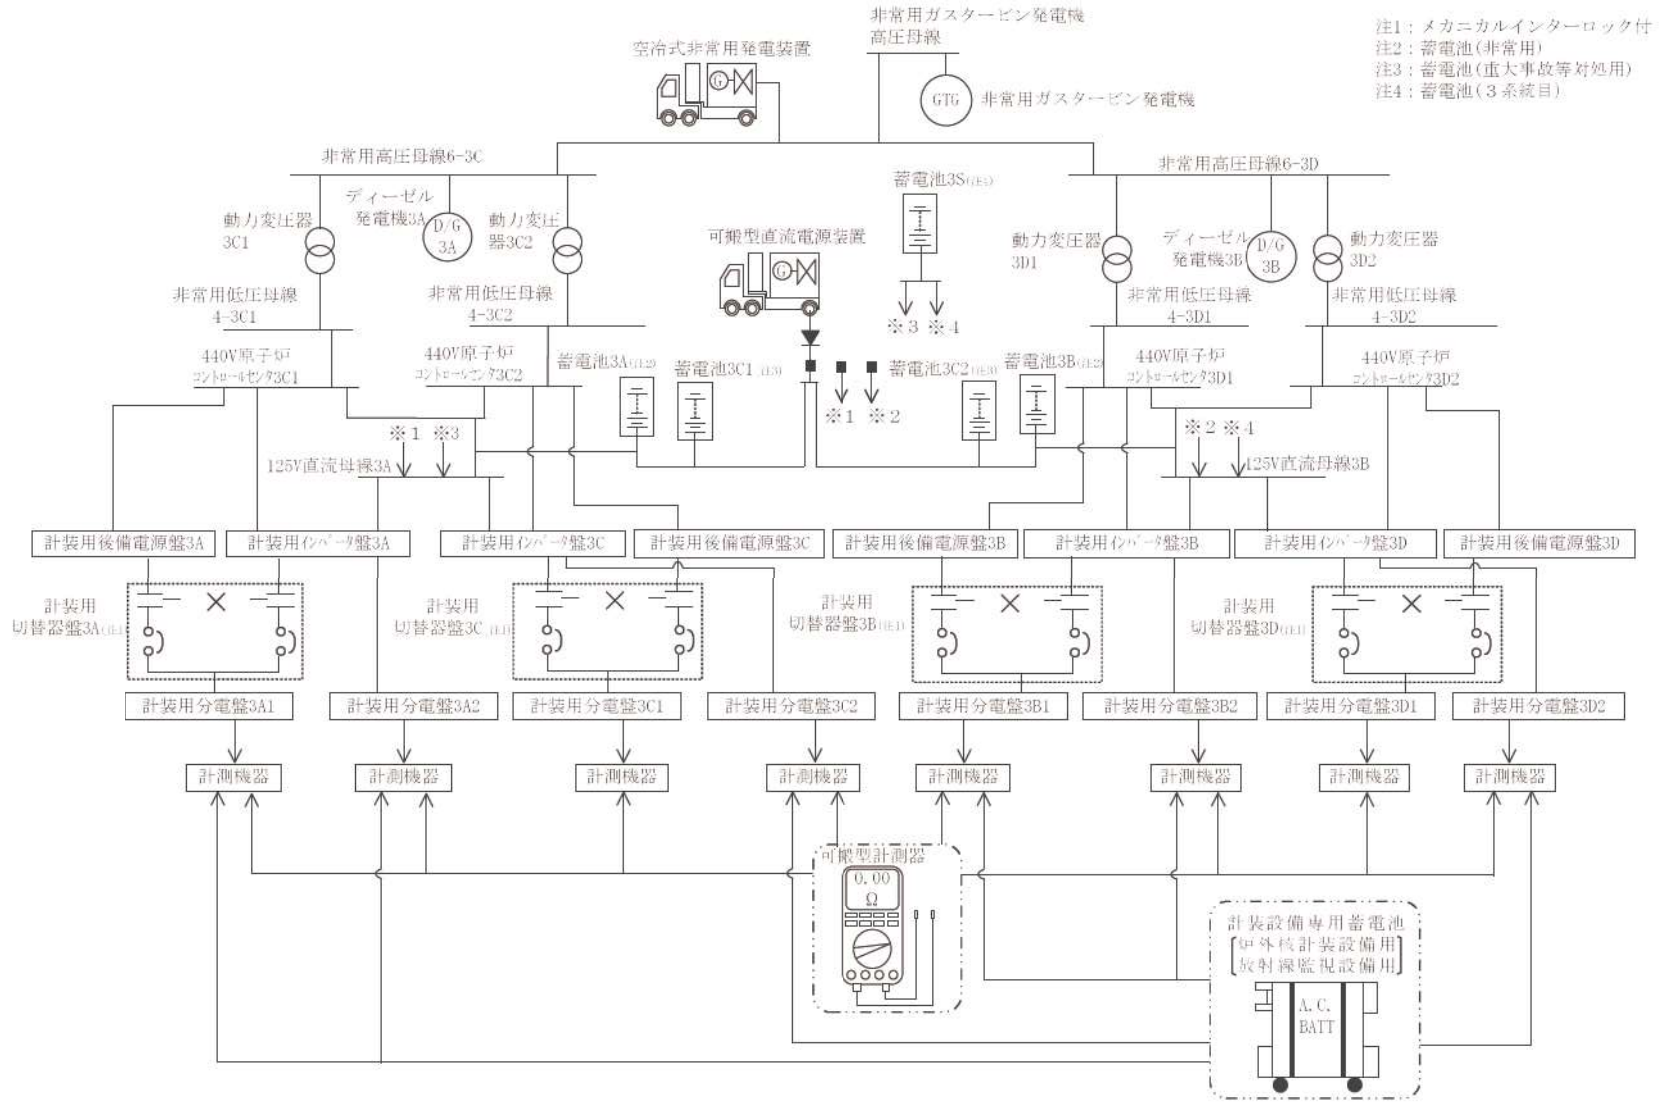 非常用ガスタービン発電機
高圧母線
注1：メカニカルインターロック付
注2：蓄電池(非常用)
注3：蓄電池(重大事故等対処用)
注4：蓄電池(３系統目)
空冷式非常用発電装置
G
GTG
非常用ガスタービン発電機
非常用高圧母線6-3C
非常用高圧母線6-3D
蓄電池3S(注4)
動力変圧器
3C1
ディーゼル
発電機3A
D/G
3A
動力変圧
器3C2
可搬型直流電源装置
G
動力変圧器
3D1
ディーゼル
発電機3B
D/G
3B
動力変圧器
3D2
非常用低圧母線
4-3C1
非常用低圧母線
4-3C2
※3
※4
非常用低圧母線
4-3D1
非常用低圧母線
4-3D2
440V原子炉
コントロールセンタ3C1
440V原子炉
コントロールセンタ3C2
蓄電池3A(注2)
蓄電池3C1(注3)
※1
※2
蓄電池3C2(注3)
蓄電池3B(注2)
440V原子炉
コントロールセンタ3D1
440V原子炉
コントロールセンタ3D2
※1
※3
125V直流母線3A
※2
※4
125V直流母線3B
計装用後備電源盤3A
計装用インバータ盤3A
計装用インバータ盤3C
計装用後備電源盤3C
計装用後備電源盤3B
計装用インバータ盤3B
計装用インバータ盤3D
計装用後備電源盤3D
計装用
切替器盤3A(注1)
計装用
切替器盤3C(注1)
計装用
切替器盤3B(注1)
計装用
切替器盤3D(注1)
計装用分電盤3A1
計装用分電盤3A2
計装用分電盤3C1
計装用分電盤3C2
計装用分電盤3B1
計装用分電盤3B2
計装用分電盤3D1
計装用分電盤3D2
計測機器
計測機器
計測機器
計測機器
計測機器
計測機器
計測機器
計測機器
可搬型計測器
0.00
Ω
計装設備専用蓄電池
炉外核計装設備用
放射線監視設備用
A.C.
BATT